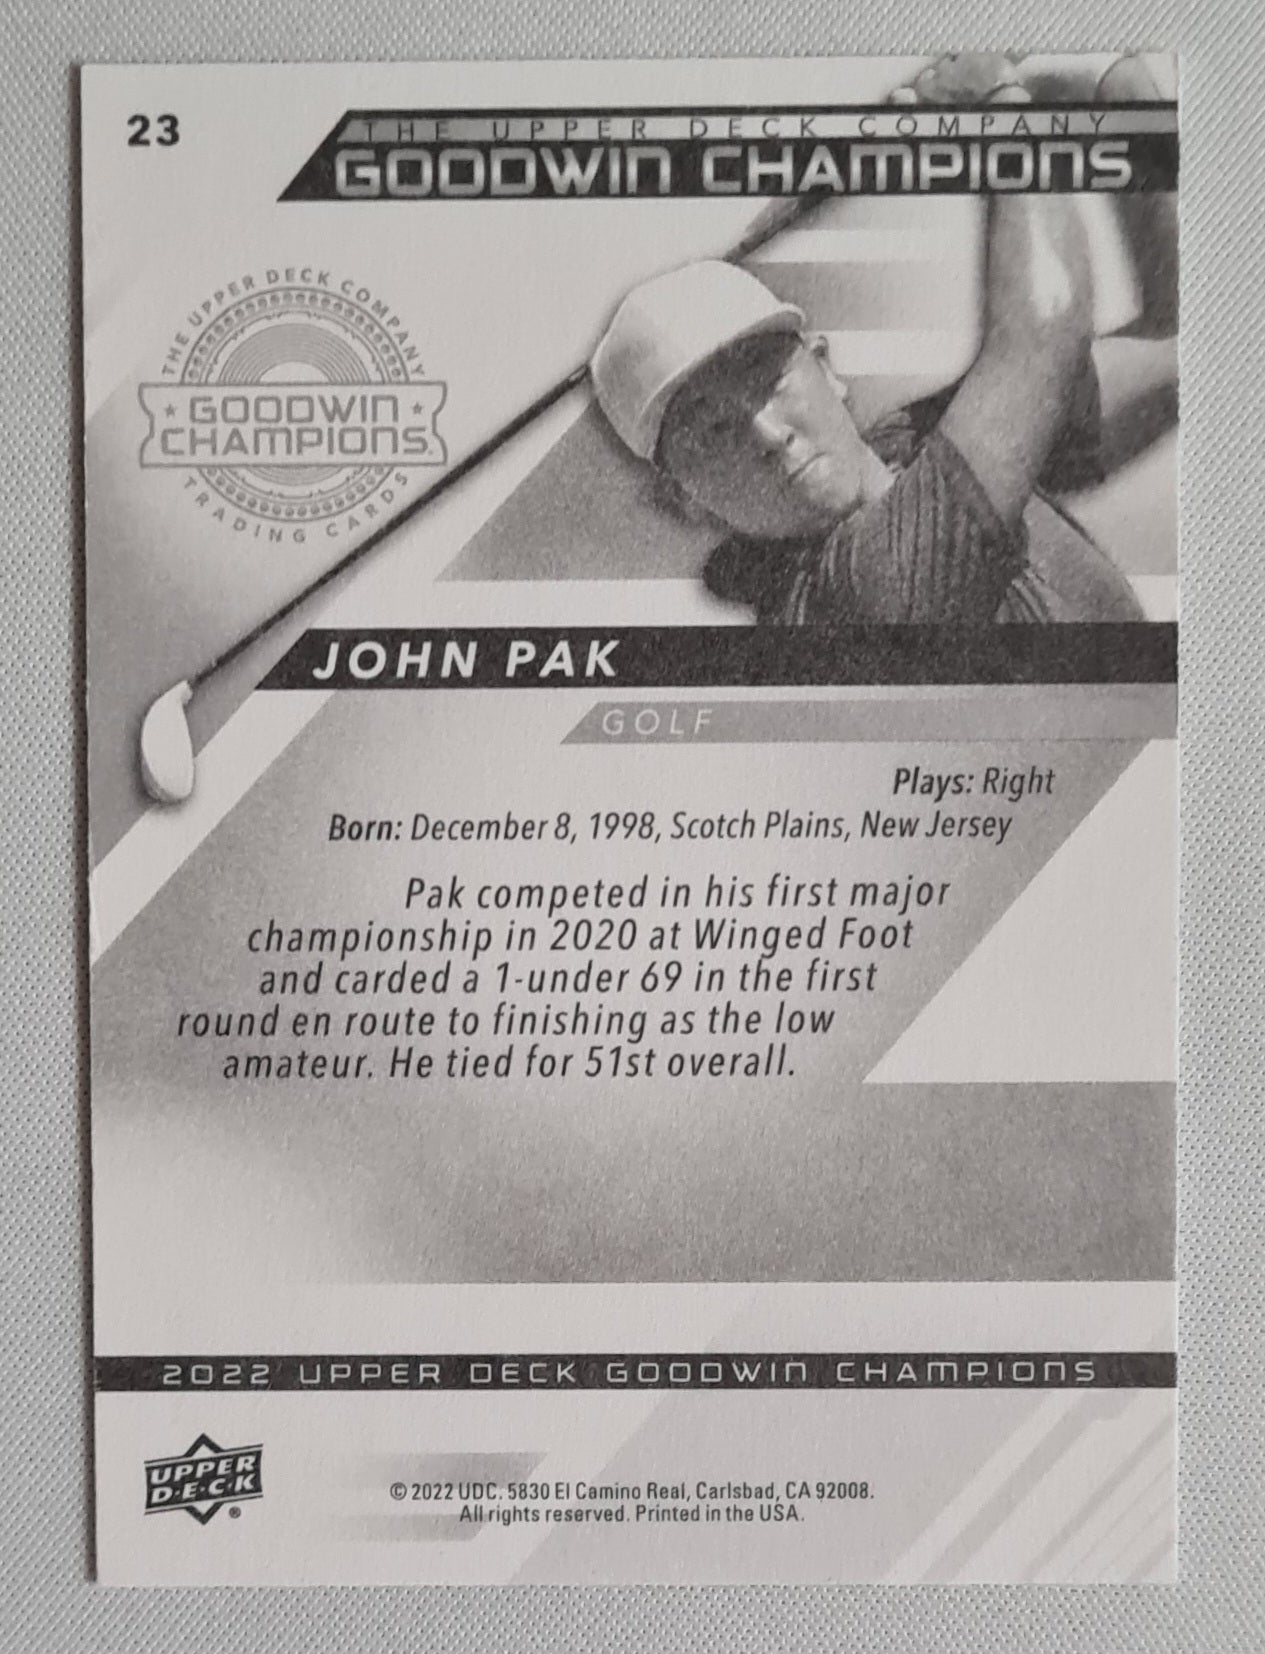 23
THE UPPER DECK COMPANY
GOODWIN CHAMPIONS
THE UPPER DECK COMPANY
GOODWIN
CHAMPIONS.
TRADING CARDS
JOHN PAK
GOLF
Plays: Right
Born: December 8, 1998, Scotch Plains, New Jersey
Pak competed in his first major
championship in 2020 at Winged Foot
and carded a 1-under 69 in the first
round en route to finishing as the low
amateur. He tied for 51st overall.
2022 UPPER DECK GOODWIN CHAMPIONS
UPPER
D·E·C·K
®
© 2022 UDC. 5830 El Camino Real, Carlsbad, CA 92008.
All rights reserved. Printed in the USA.